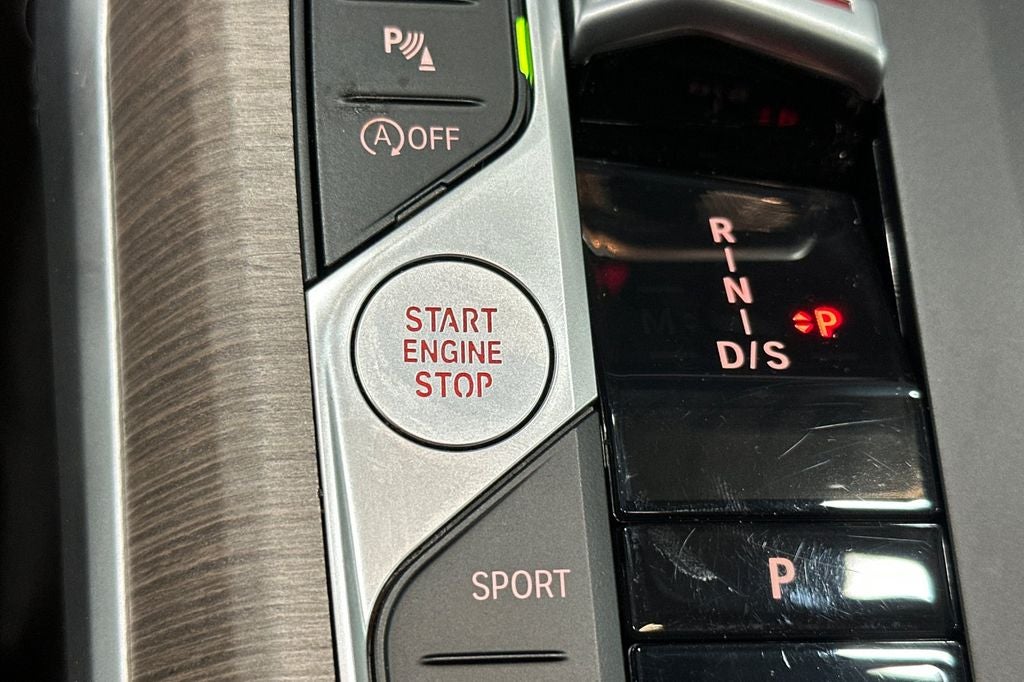 P
A OFF
START
ENGINE
STOP
R
N
D/S
P
SPORT
P